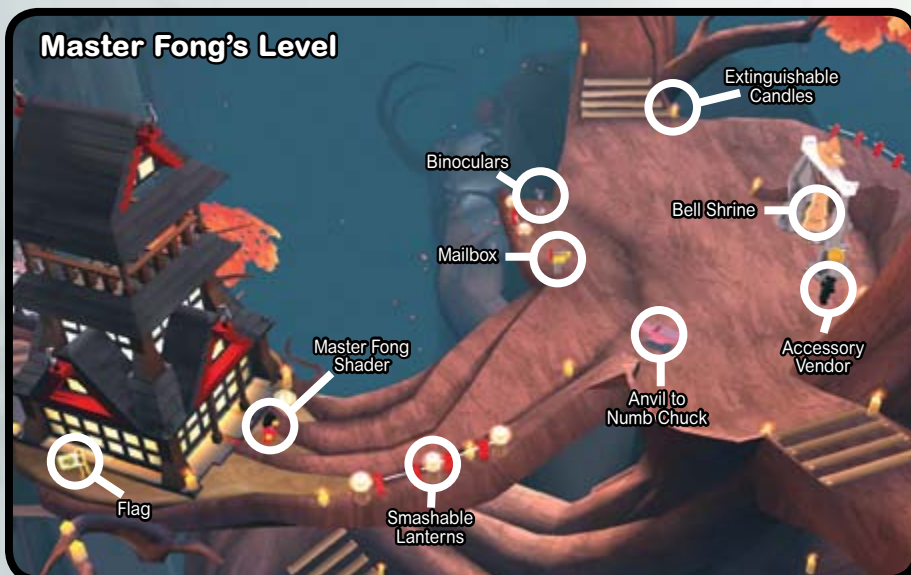 Master Fong's Level
Extinguishable
Candles
Binoculars
Bell Shrine
Mailbox
Master Fong
Shader
Accessory
Vendor
Anvil to
Numb Chuck
Flag
Smashable
Lanterns